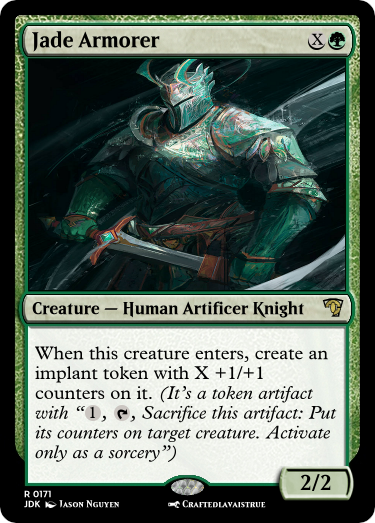 Jade Armorer X
Creature — Human Artificer Knight
When this creature enters, create an
implant token with X +1/+1
counters on it. (It's a token artifact
with “1, , Sacrifice this artifact: Put
its counters on target creature. Activate
only as a sorcery”)
2/2
R 0171
JDK Jason Nguyen Craftedlavaistrue